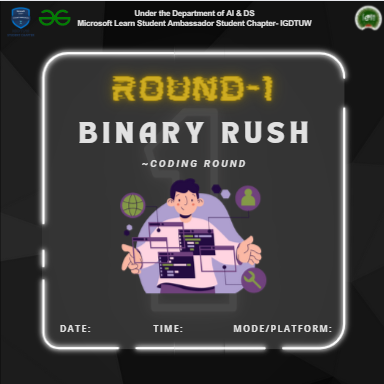 Under the Department of AI & DS
Microsoft Learn Student Ambassador Student Chapter- IGDTUW
ROUND-1
BINARY RUSH
~CODING ROUND
DATE: TIME: MODE/PLATFORM: